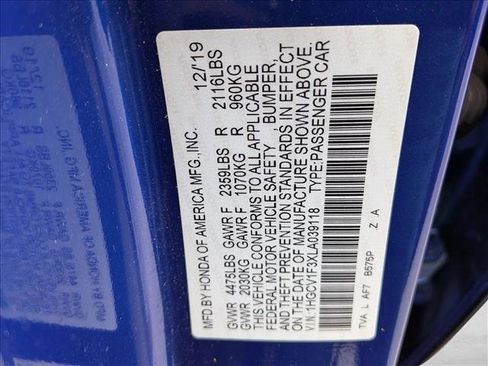 MFD BY HONDA OF AMERICA MFG., INC. 12/19
GVWR 4475LBS GAWR F 2359LBS R 2116LBS
GVWR 2030KG GAWR F 1070KG R 960KG
THIS VEHICLE CONFORMS TO ALL APPLICABLE
FEDERAL MOTOR VEHICLE SAFETY, BUMPER,
AND THEFT PREVENTION STANDARDS IN EFFECT
ON THE DATE OF MANUFACTURE SHOWN ABOVE.
VIN: 1HGCV1F3XLA039118 TYPE:PASSENGER CAR
TVA L AF7 B575P Z A